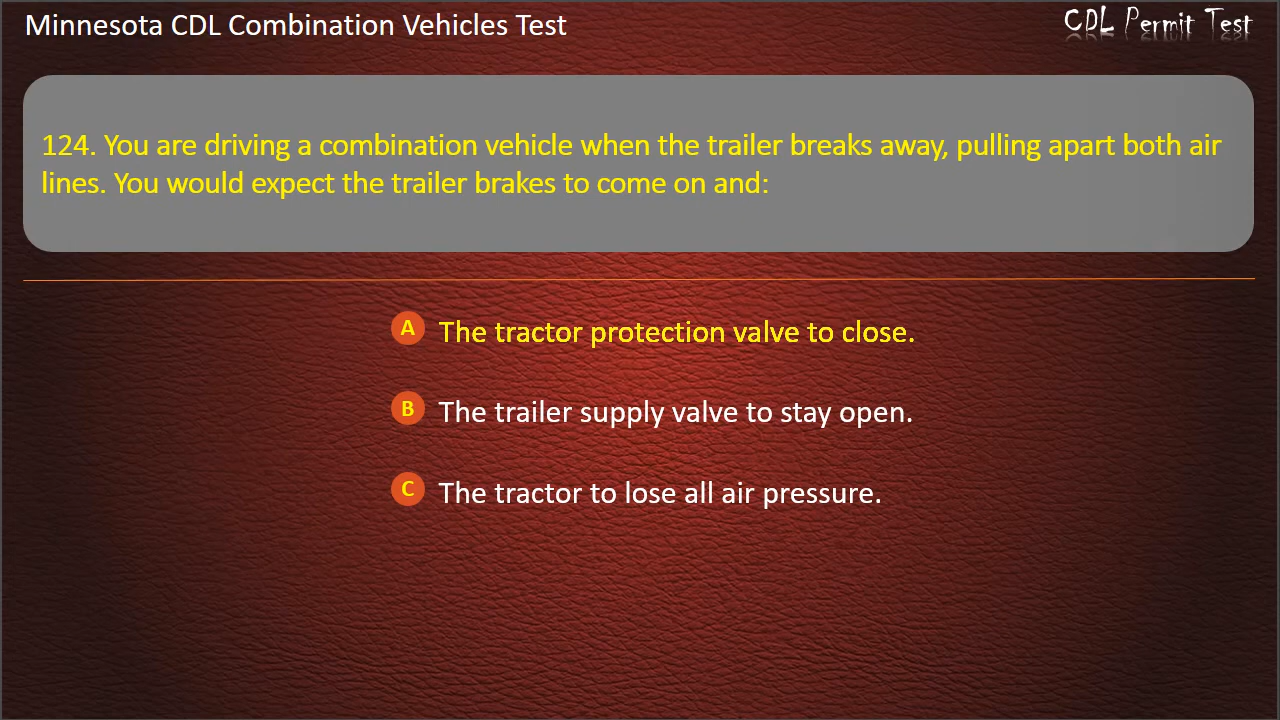 Minnesota CDL Combination Vehicles Test
CDL Permit Test
124. You are driving a combination vehicle when the trailer breaks away, pulling apart both air
lines. You would expect the trailer brakes to come on and:
A The tractor protection valve to close.
B The trailer supply valve to stay open.
C The tractor to lose all air pressure.